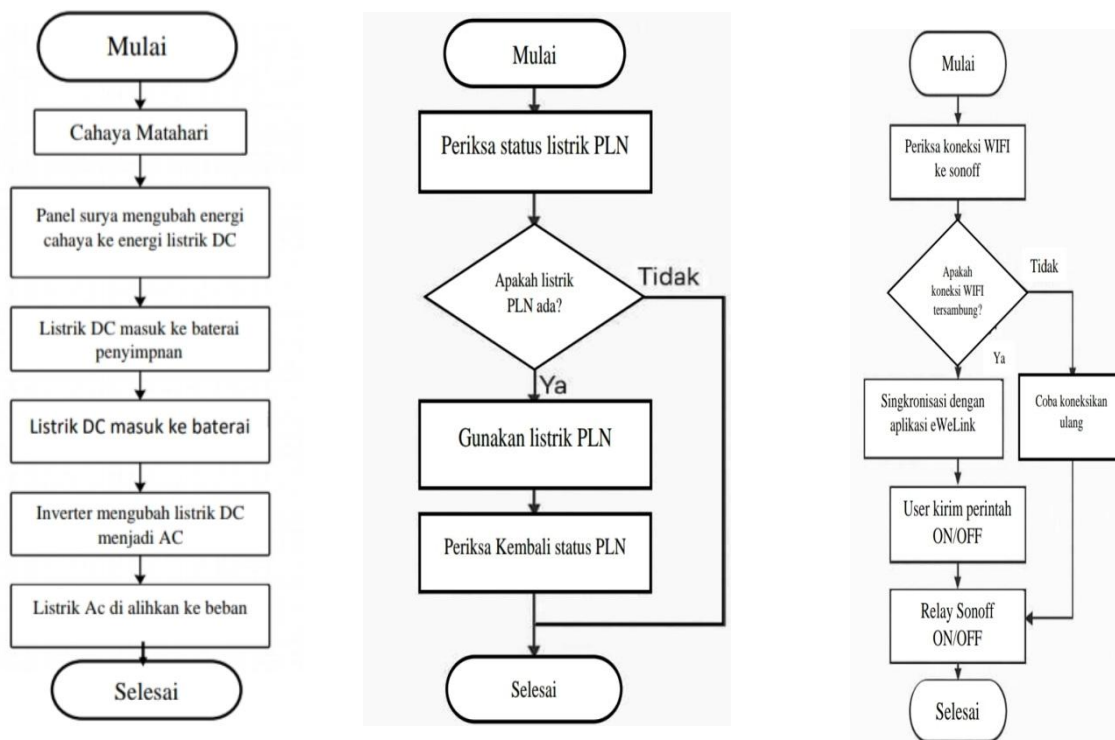 Mulai
Cahaya Matahari
Panel surya mengubah energi
cahaya ke energi listrik DC
Listrik DC masuk ke baterai
penyimpnan
Listrik DC masuk ke baterai
Inverter mengubah listrik DC
menjadi AC
Listrik Ac di alihkan ke beban
Selesai
Mulai
Periksa status listrik PLN
Apakah listrik
PLN ada?
Tidak
Ya
Gunakan listrik PLN
Periksa Kembali status PLN
Selesai
Mulai
Periksa koneksi WIFI
ke sonoff
Apakah
koneksi WIFI
tersambung?
Tidak
Ya
Singkronisasi dengan
aplikasi eWeLink
Coba koneksikan
ulang
User kirim perintah
ON/OFF
Relay Sonoff
ON/OFF
Selesai